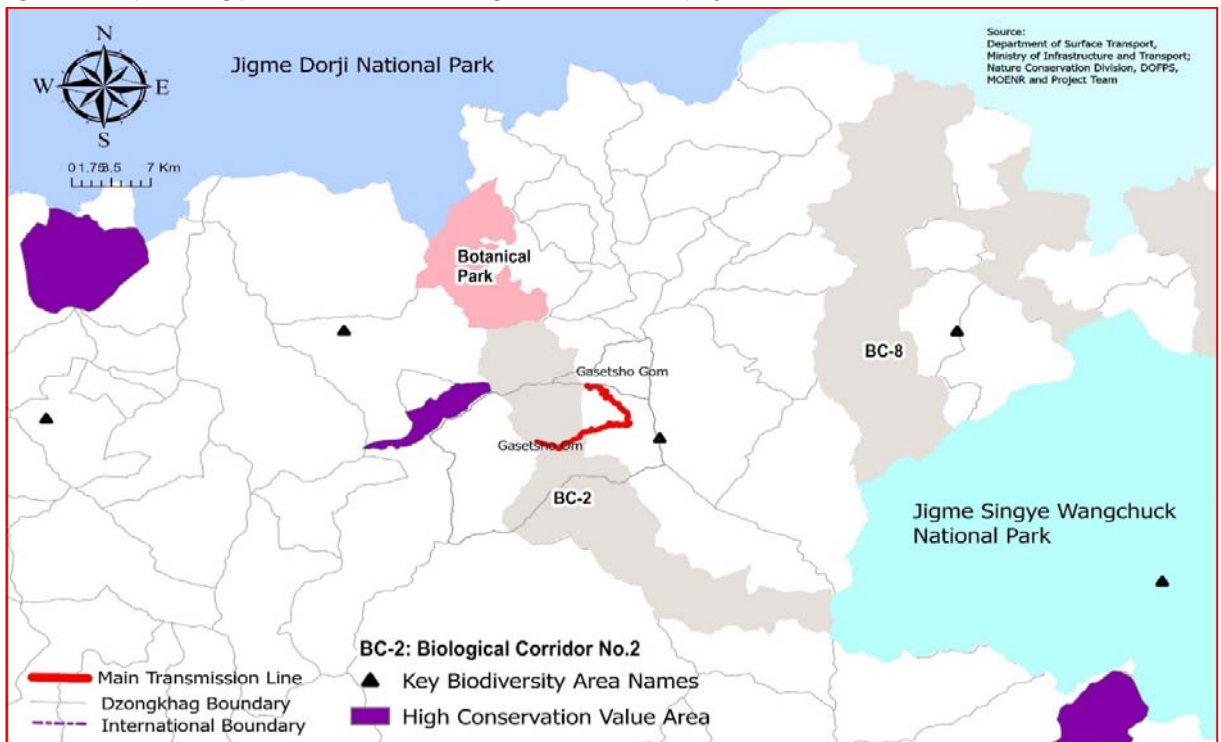 Source:
Department of Surface Transport,
Ministry of Infrastructure and Transport;
Nature Conservation Division, DOFPS,
MOENR and Project Team
N
W E
S
0 1.75 3.5 7 Km
Jigme Dorji National Park
Botanical
Park
BC-8
Gasetsho Gom
Gasetsho Om
BC-2
Jigme Singye Wangchuck
National Park
BC-2: Biological Corridor No.2
Main Transmission Line
Dzongkhag Boundary
International Boundary
Key Biodiversity Area Names
High Conservation Value Area